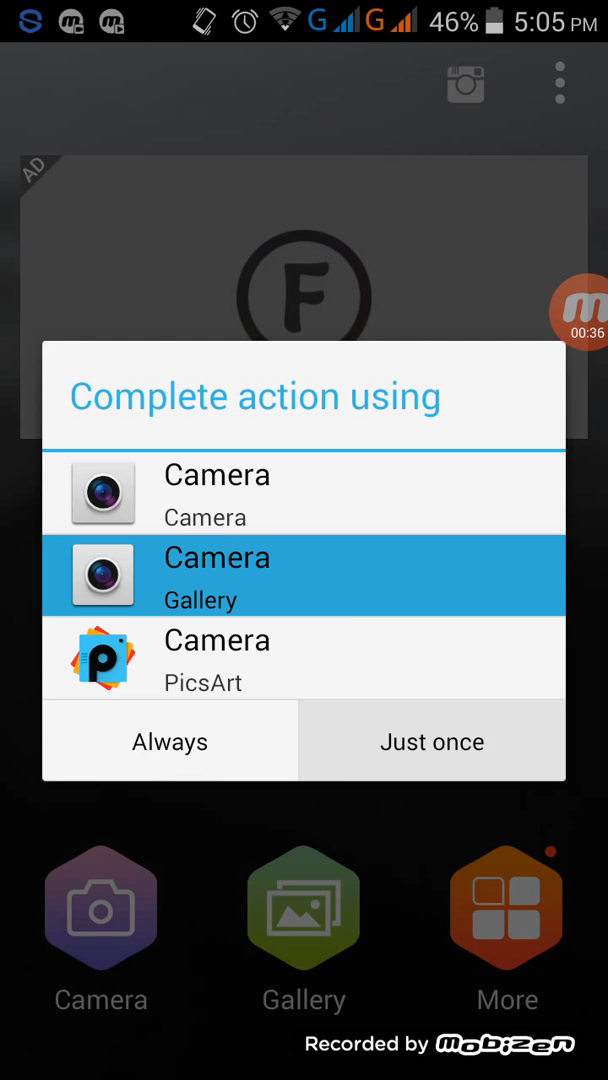 G G 46% 5:05 PM
AD
F
00:36
Complete action using
Camera
Camera
Camera
Gallery
Camera
PicsArt
Always Just once
Camera Gallery More
Recorded by mobizen